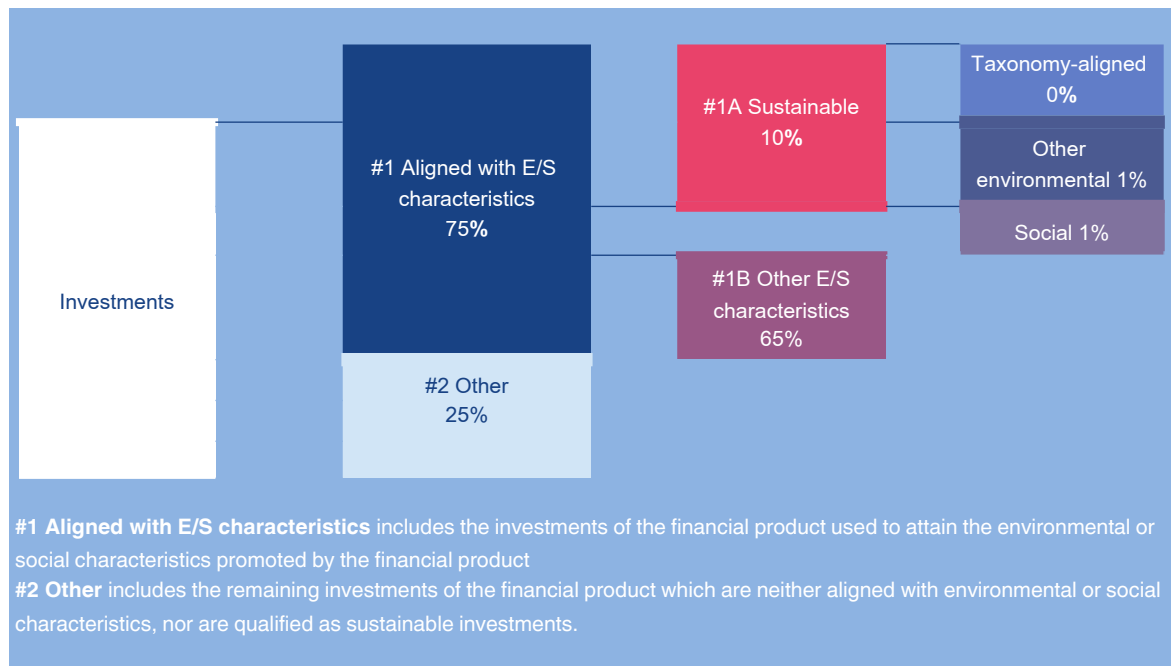 Investments
#1 Aligned with E/S
characteristics
75%
#2 Other
25%
#1A Sustainable
10%
#1B Other E/S
characteristics
65%
Taxonomy-aligned
0%
Other
environmental 1%
Social 1%
#1 Aligned with E/S characteristics includes the investments of the financial product used to attain the environmental or
social characteristics promoted by the financial product
#2 Other includes the remaining investments of the financial product which are neither aligned with environmental or social
characteristics, nor are qualified as sustainable investments.